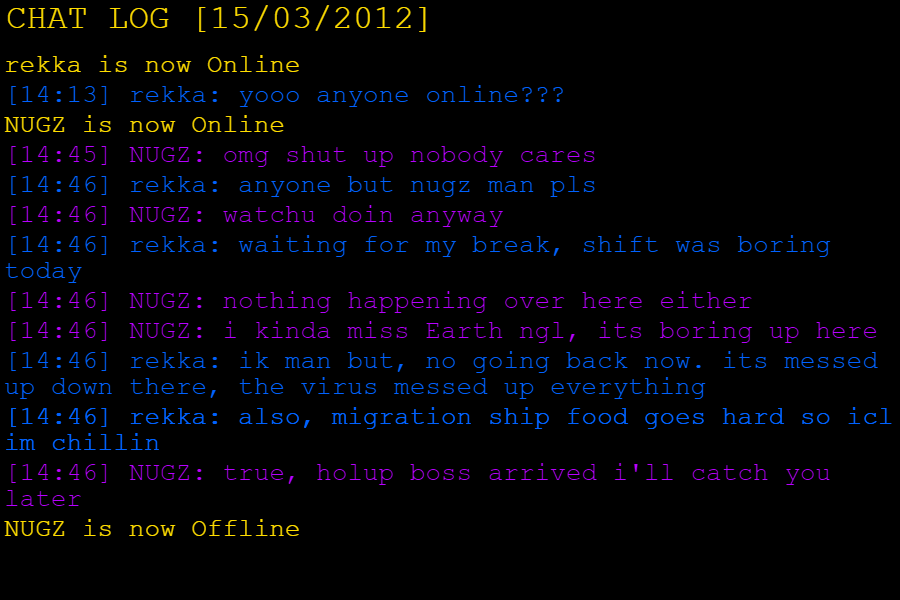 CHAT LOG [15/03/2012]
rekka is now Online
[14:13] rekka: yooo anyone online???
NUGZ is now Online
[14:45] NUGZ: omg shut up nobody cares
[14:46] rekka: anyone but nugz man pls
[14:46] NUGZ: watchu doin anyway
[14:46] rekka: waiting for my break, shift was boring
today
[14:46] NUGZ: nothing happening over here either
[14:46] NUGZ: i kinda miss Earth ngl, its boring up here
[14:46] rekka: ik man but, no going back now. its messed
up down there, the virus messed up everything
[14:46] rekka: also, migration ship food goes hard so icl
im chillin
[14:46] NUGZ: true, holup boss arrived i'll catch you
later
NUGZ is now Offline